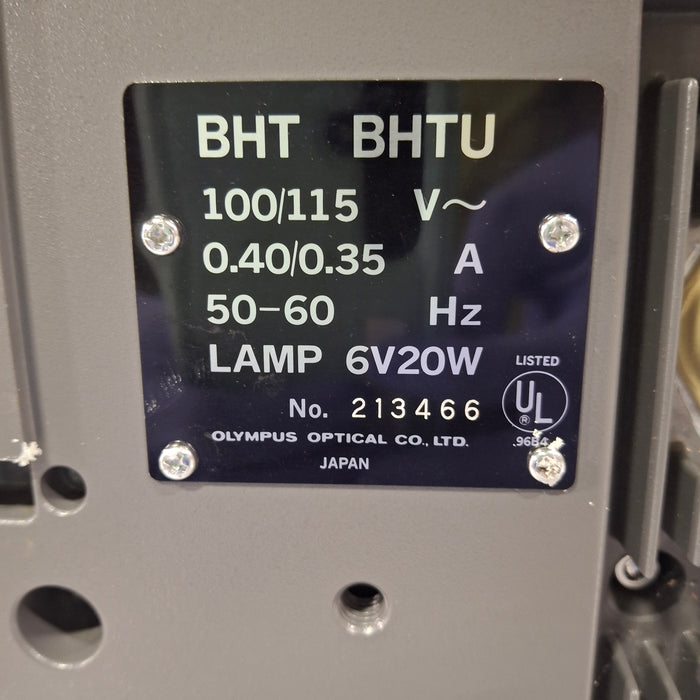 BHT BHTU
100/115 V~
0.40/0.35 A
50-60 Hz
LAMP 6V20W
LISTED
UL
®
No. 213466
OLYMPUS OPTICAL CO., LTD.
JAPAN